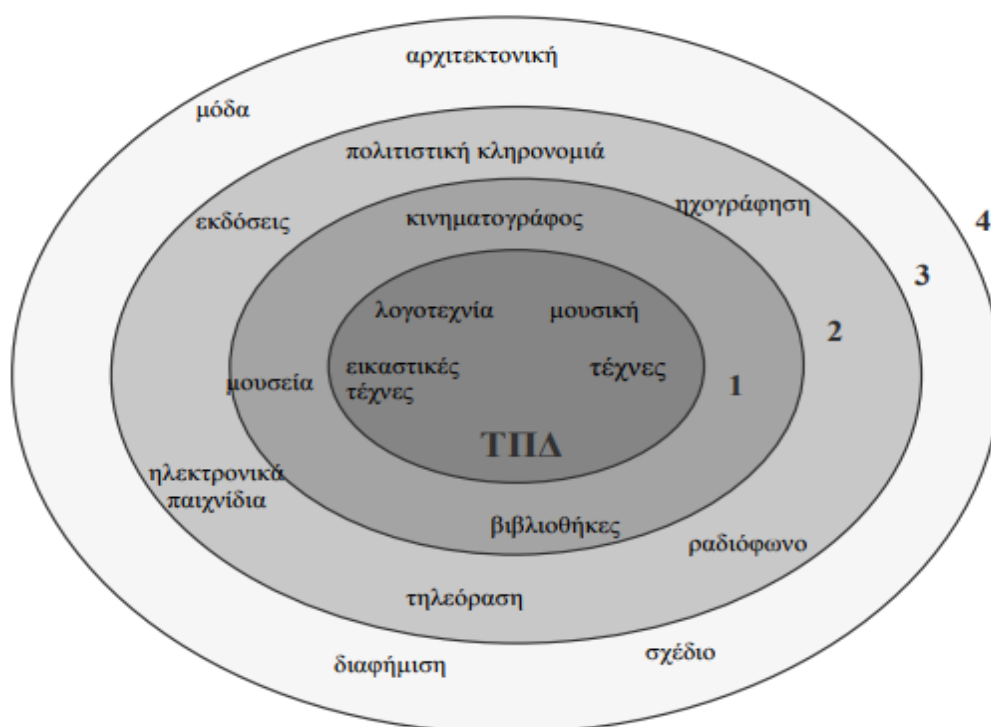 αρχιτεκτονική
μόδα
πολιτιστική κληρονομιά
εκδόσεις
κινηματογράφος
ηχογράφηση
4
3
λογοτεχνία
μουσική
2
μουσεία
εικαστικές
τέχνες
τέχνες
1
ΤΠΔ
ηλεκτρονικά
παιχνίδια
βιβλιοθήκες
ραδιόφωνο
τηλεόραση
διαφήμιση
σχέδιο